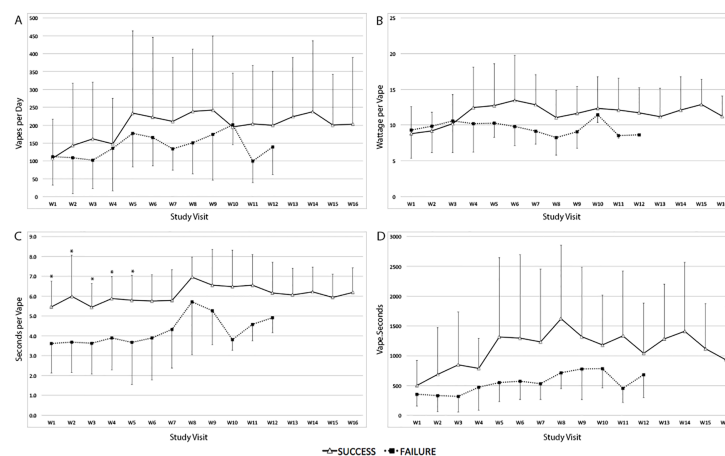 A
Vapes per Day
500
450
400
350
300
250
200
150
100
50
0
W1 W2 W3 W4 W5 W6 W7 W8 W9 W10 W11 W12 W13 W14 W15 W16
Study Visit
B
Wattage per Vape
25
20
15
10
5
0
W1 W2 W3 W4 W5 W6 W7 W8 W9 W10 W11 W12 W13 W14 W15
Study Visit
C
Seconds per Vape
9.0
8.0
7.0
6.0
5.0
4.0
3.0
2.0
1.0
0.0
* * * * *
W1 W2 W3 W4 W5 W6 W7 W8 W9 W10 W11 W12 W13 W14 W15 W16
Study Visit
D
Vape.Seconds
3000
2500
2000
1500
1000
500
0
W1 W2 W3 W4 W5 W6 W7 W8 W9 W10 W11 W12 W13 W14 W15
Study Visit
SUCCESS FAILURE